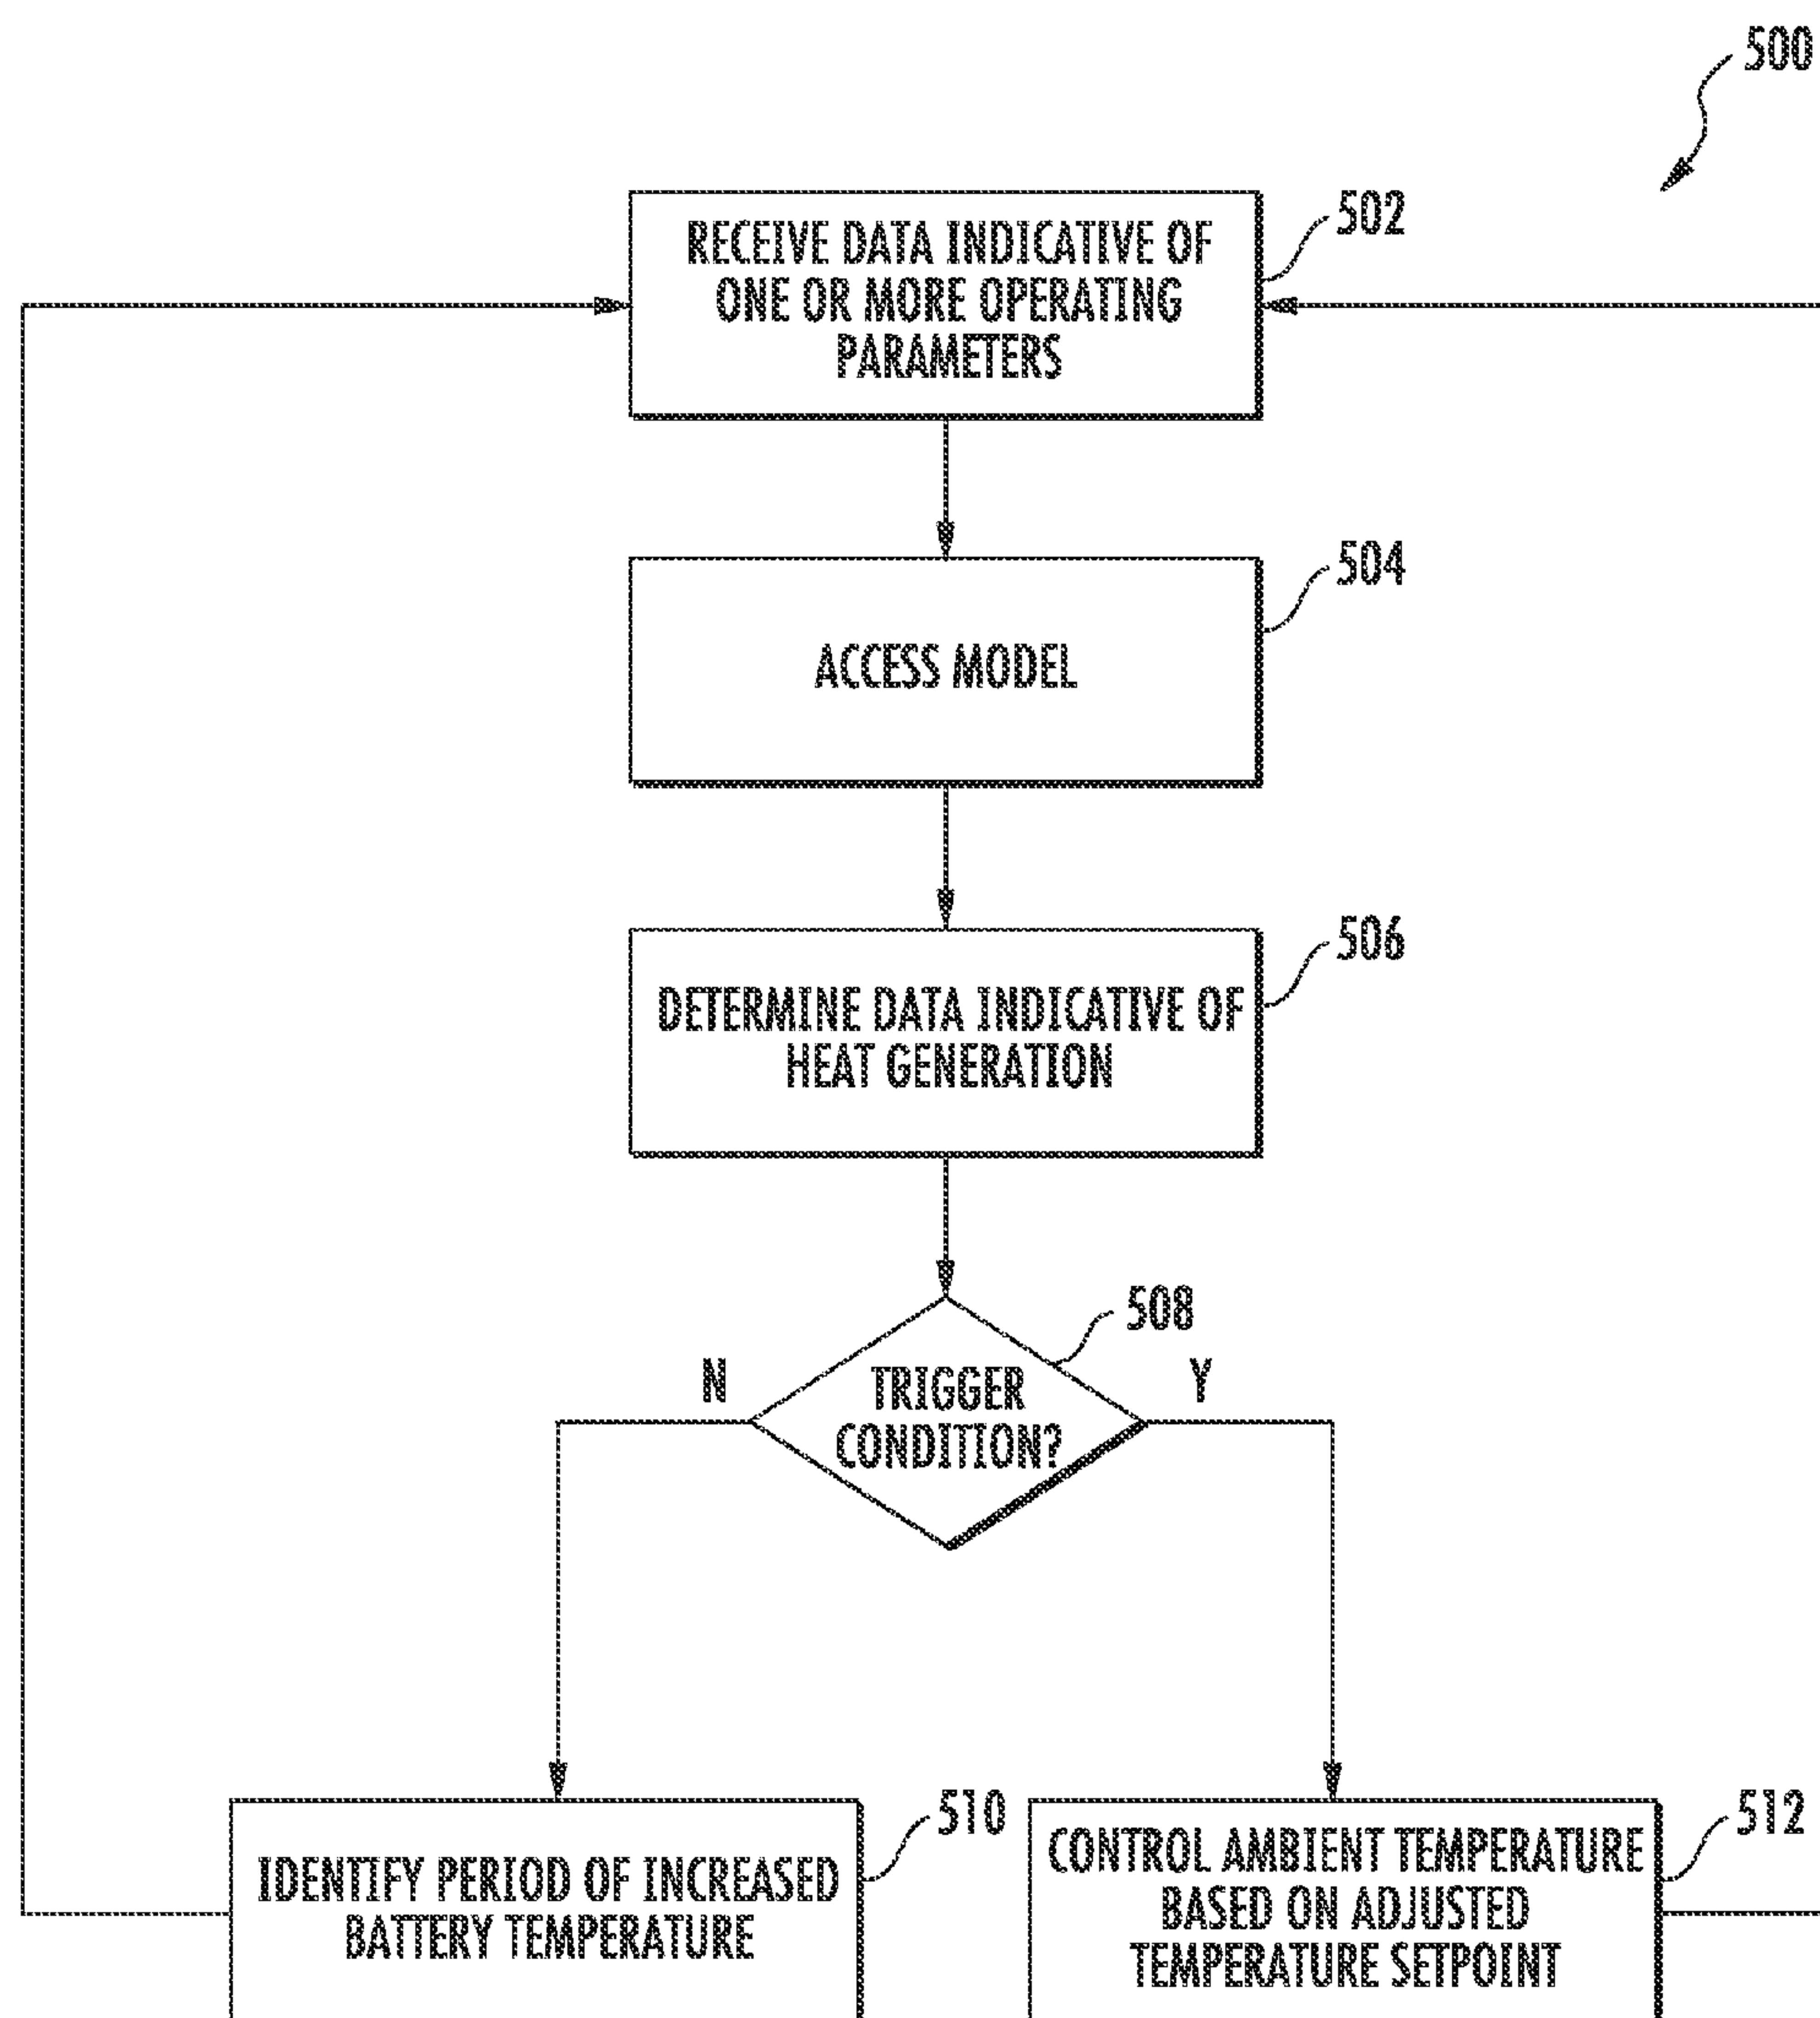 500
RECEIVE DATA INDICATIVE OF
ONE OR MORE OPERATING
PARAMETERS
502
ACCESS MODEL
504
DETERMINE DATA INDICATIVE OF
HEAT GENERATION
506
TRIGGER
CONDITION?
508
N
Y
IDENTIFY PERIOD OF INCREASED
BATTERY TEMPERATURE
510
CONTROL AMBIENT TEMPERATURE
BASED ON ADJUSTED
TEMPERATURE SETPOINT
512